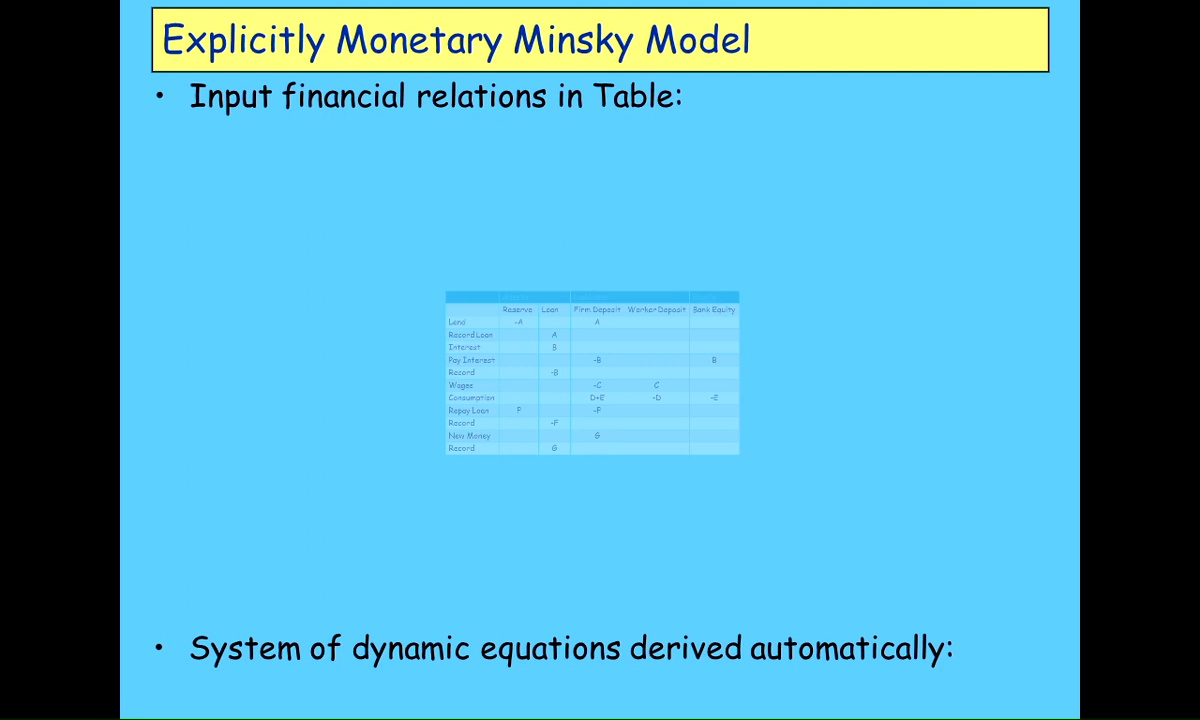 Explicitly Monetary Minsky Model
• Input financial relations in Table:
Reserve Loan Firm Deposit Worker Deposit Bank Equity
Lend -A A
Record Loan A
Interest B
Pay Interest -B B
Record -B
Wages -C C
Consumption D+E -D -E
Repay Loan F -F
Record -F
New Money G
Record G
• System of dynamic equations derived automatically: